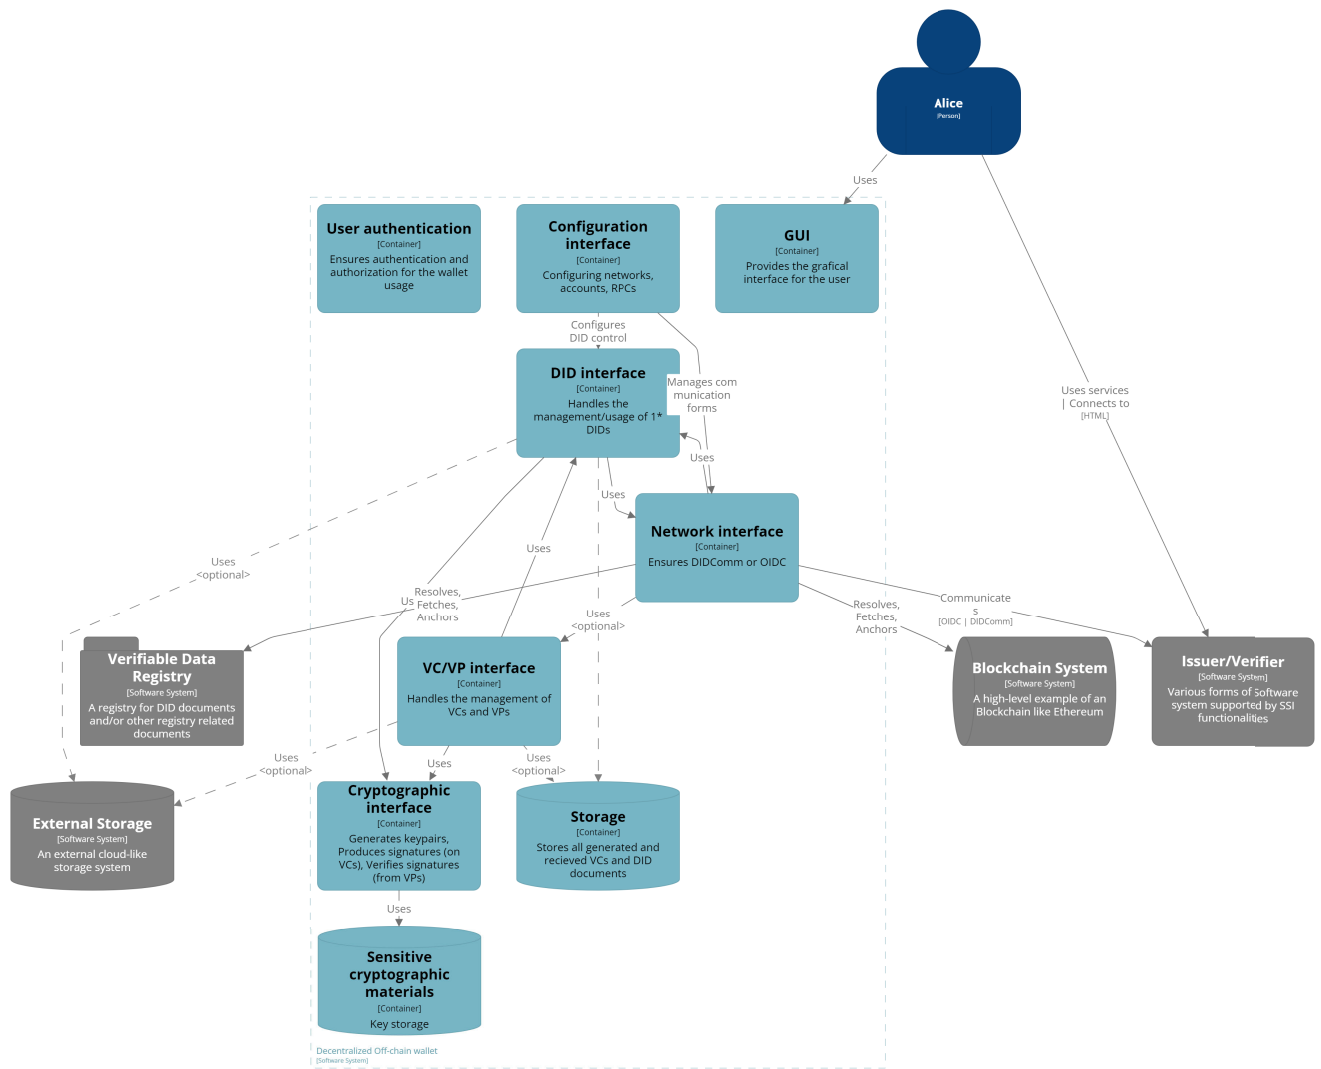 Alice
[Person]
Uses
User authentication
[Container]
Ensures authentication and
authorization for the wallet
usage
Configuration
interface
[Container]
Configuring networks,
accounts, RPCs
GUI
[Container]
Provides the grafical
interface for the user
Configures
DID control
DID interface
[Container]
Handles the
management/usage of 1*
DIDs
Manages com
munication
forms
Uses services
| Connects to
[HTML]
Uses
Uses
Network interface
[Container]
Ensures DIDComm or OIDC
Uses
Uses
<optional>
Resolves,
Fetches,
Anchors
Uses
<optional>
Resolves,
Fetches,
Anchors
Communicate
s
[OIDC | DIDComm]
Verifiable Data
Registry
[Software System]
A registry for DID documents
and/or other registry related
documents
VC/VP interface
[Container]
Handles the management of
VCs and VPs
Blockchain System
[Software System]
A high-level example of an
Blockchain like Ethereum
Issuer/Verifier
[Software System]
Various forms of Software
system supported by SSI
functionalities
Uses
<optional>
Uses
Uses
<optional>
External Storage
[Software System]
An external cloud-like
storage system
Cryptographic
interface
[Container]
Generates keypairs,
Produces signatures (on
VCs), Verifies signatures
(from VPs)
Storage
[Container]
Stores all generated and
recieved VCs and DID
documents
Uses
Sensitive
cryptographic
materials
[Container]
Key storage
Decentralized Off-chain wallet
[Software System]